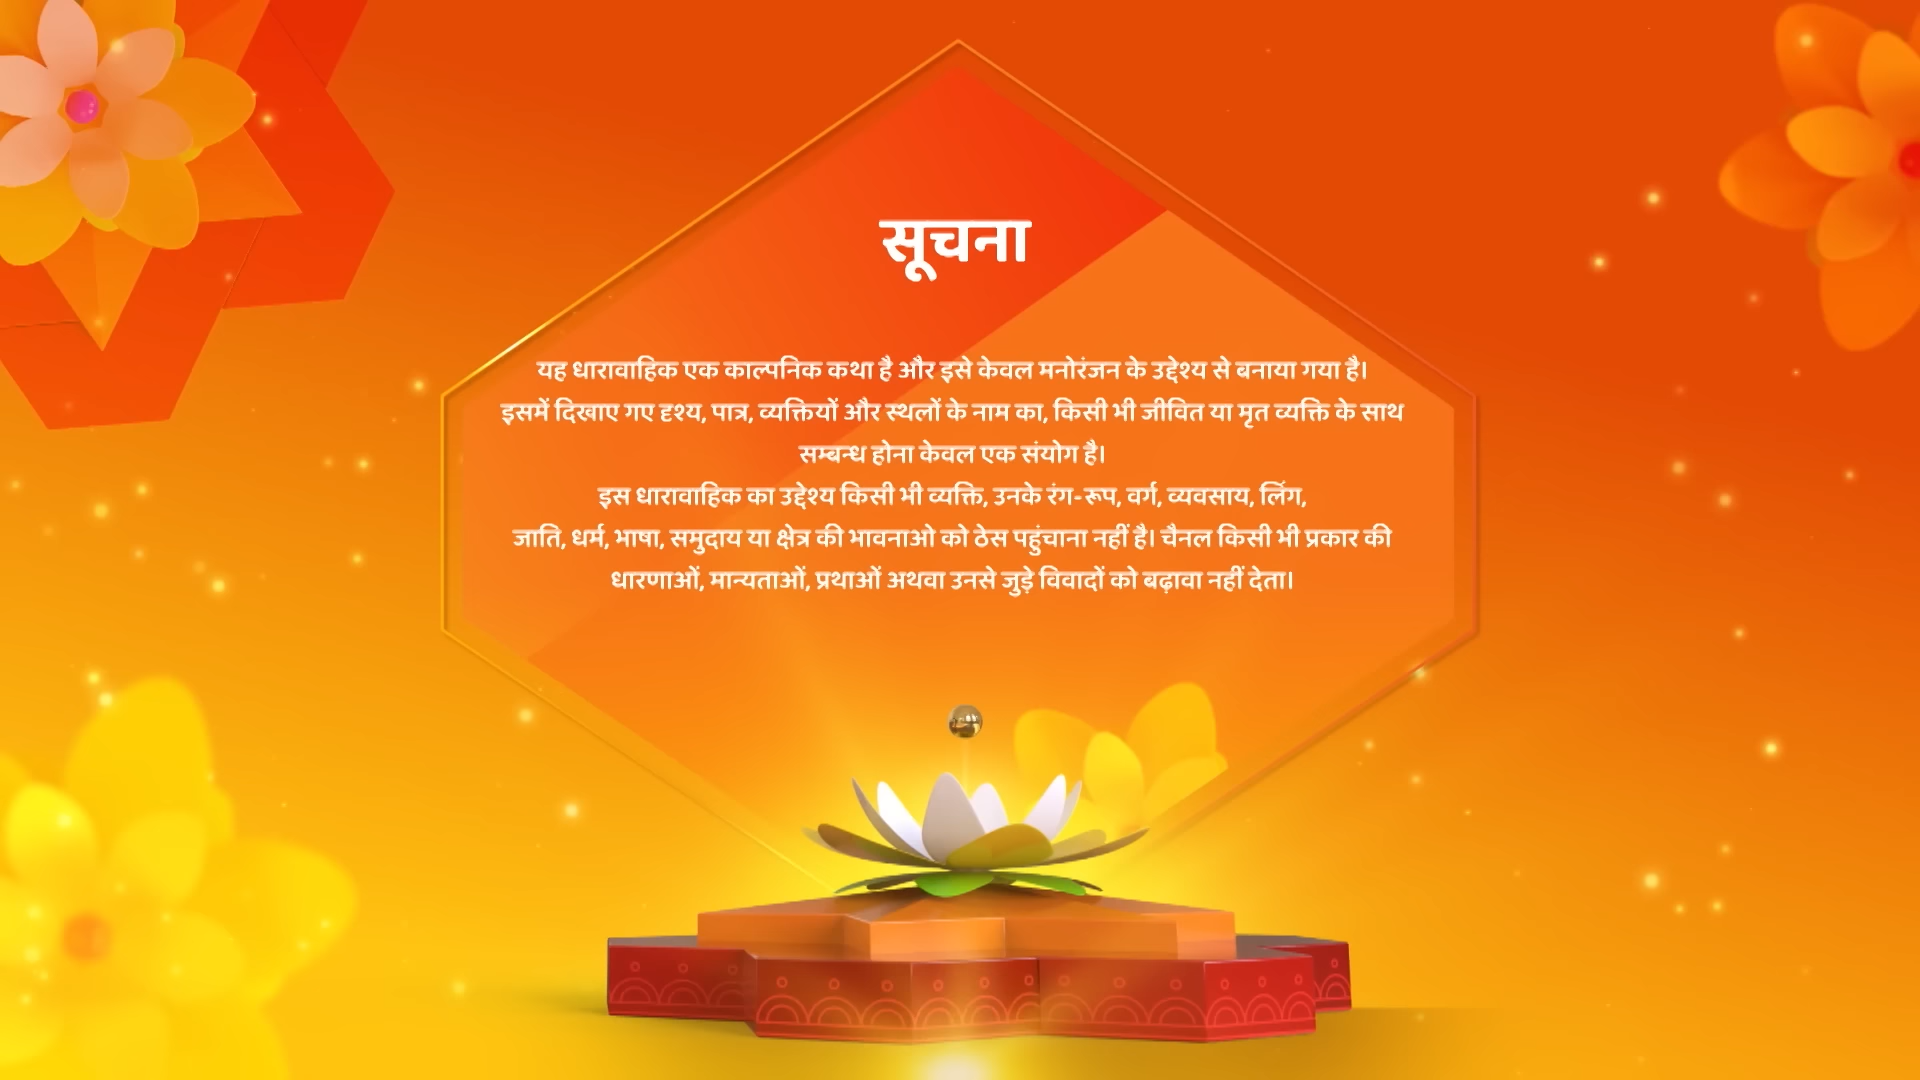 सूचना
यह धारावाहिक एक काल्पनिक कथा है और इसे केवल मनोरंजन के उद्देश्य से बनाया गया है।
इसमें दिखाए गए दृश्य, पात्र, व्यक्तियों और स्थलों के नाम का, किसी भी जीवित या मृत व्यक्ति के साथ
सम्बन्ध होना केवल एक संयोग है।
इस धारावाहिक का उद्देश्य किसी भी व्यक्ति, उनके रंग-रूप, वर्ग, व्यवसाय, लिंग,
जाति, धर्म, भाषा, समुदाय या क्षेत्र की भावनाओ को ठेस पहुंचाना नहीं है। चैनल किसी भी प्रकार की
धारणाओं, मान्यताओं, प्रथाओं अथवा उनसे जुड़े विवादों को बढ़ावा नहीं देता।